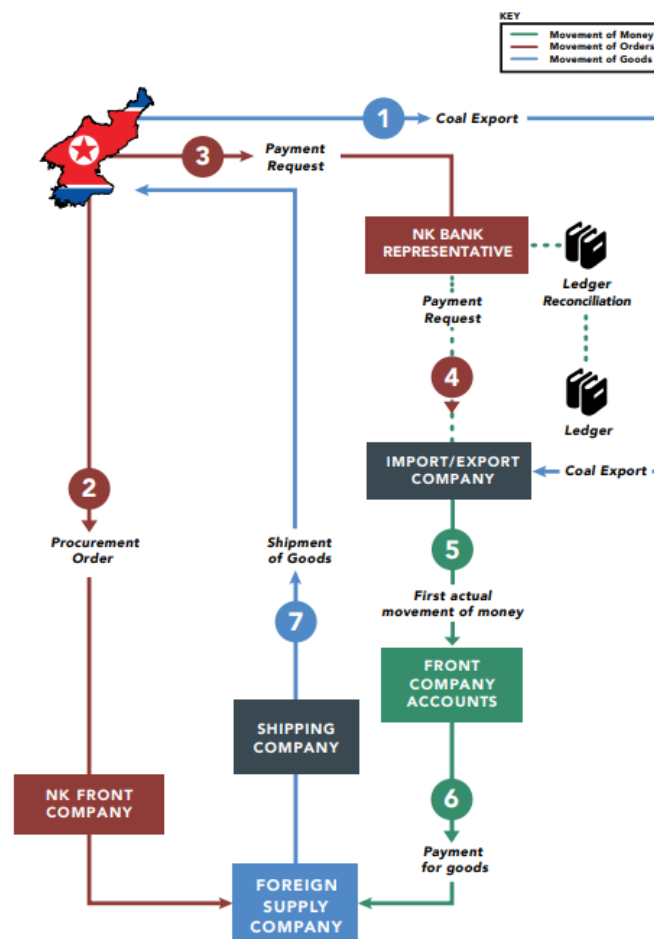 KEY
Movement of Money
Movement of Orders
Movement of Goods
1
Coal Export
3
Payment
Request
NK BANK
REPRESENTATIVE
Ledger
Reconciliation
Payment
Request
4
Ledger
IMPORT/EXPORT
COMPANY
Coal Export
2
Procurement
Order
Shipment
of Goods
5
First actual
movement of money
7
FRONT
COMPANY
ACCOUNTS
SHIPPING
COMPANY
NK FRONT
COMPANY
6
Payment
for goods
FOREIGN
SUPPLY
COMPANY